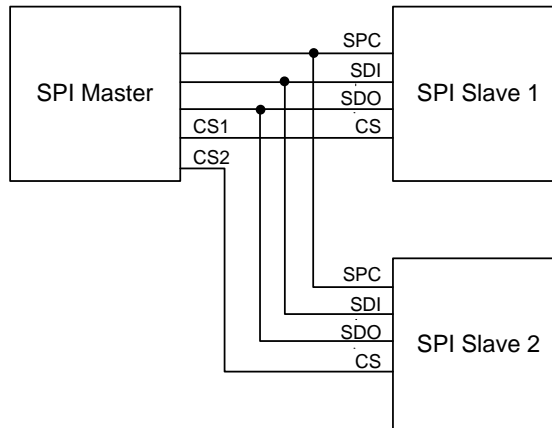 SPI Master
SPC
SDI
SDO
CS
CS1
CS2
SPI Slave 1
SPC
SDI
SDO
CS
SPI Slave 2